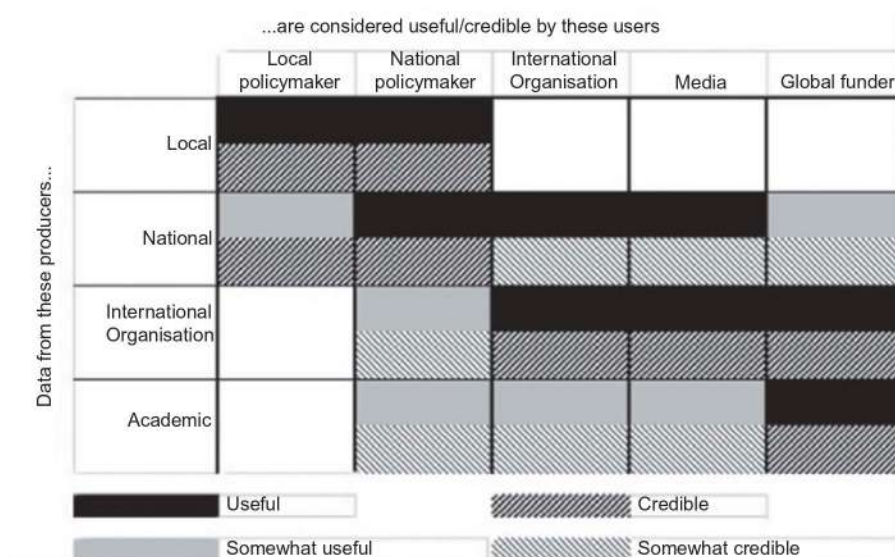 ...are considered useful/credible by these users
Local policymaker
National policymaker
International Organisation
Media
Global funder
Data from these producers...
Local
National
International
Organisation
Academic
Useful
Credible
Somewhat useful
Somewhat credible